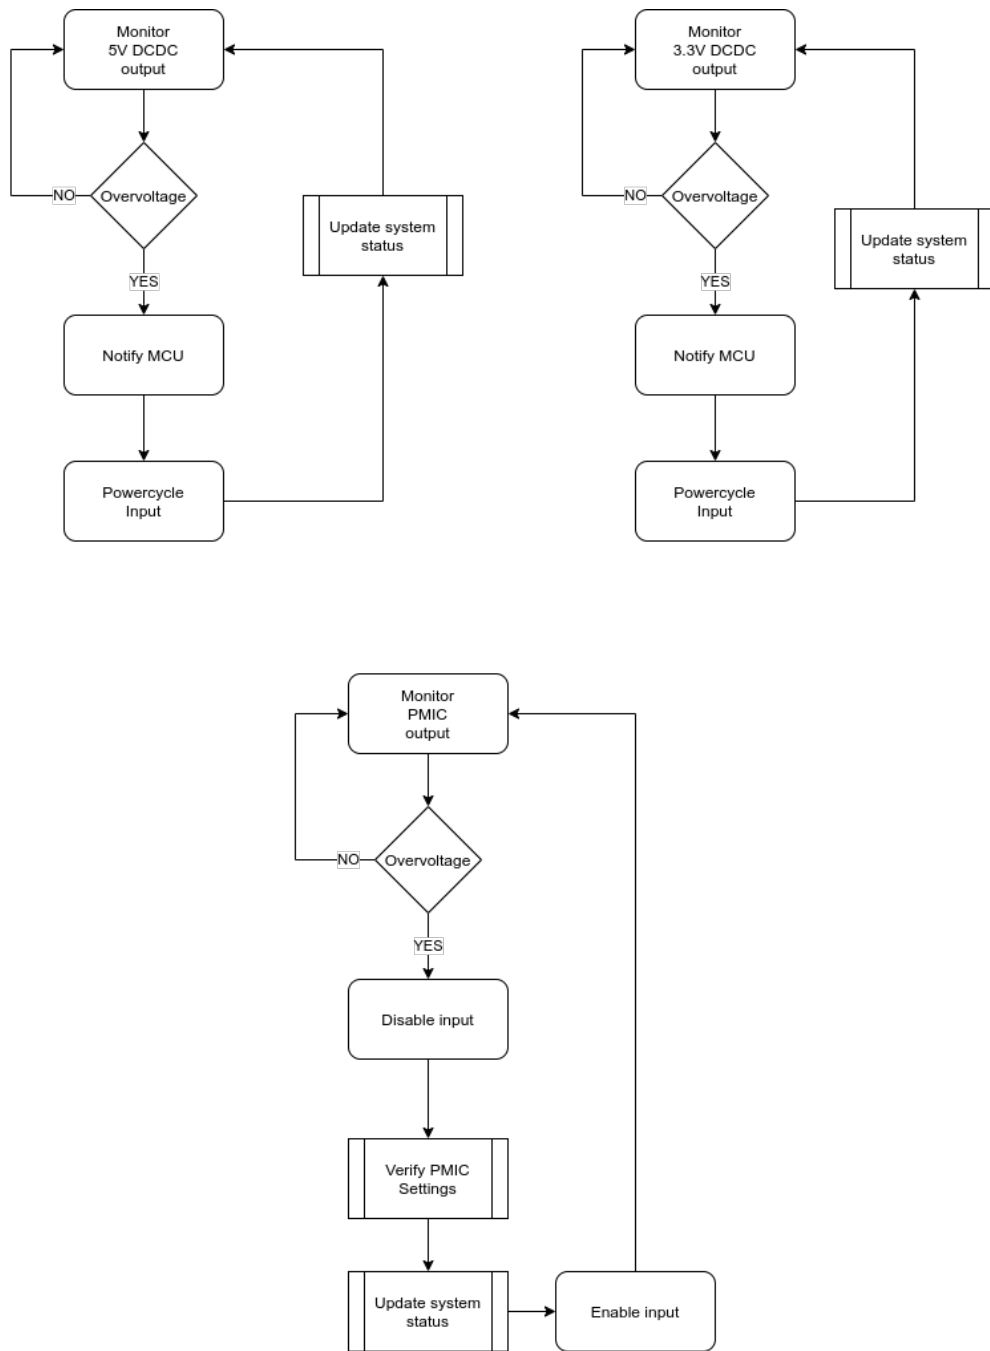 Monitor
5V DCDC
output
Overvoltage
NO
YES
Update system
status
Notify MCU
Powercycle
Input
Monitor
3.3V DCDC
output
Overvoltage
NO
YES
Update system
status
Notify MCU
Powercycle
Input
Monitor
PMIC
output
Overvoltage
NO
YES
Disable input
Verify PMIC
Settings
Update system
status
Enable input